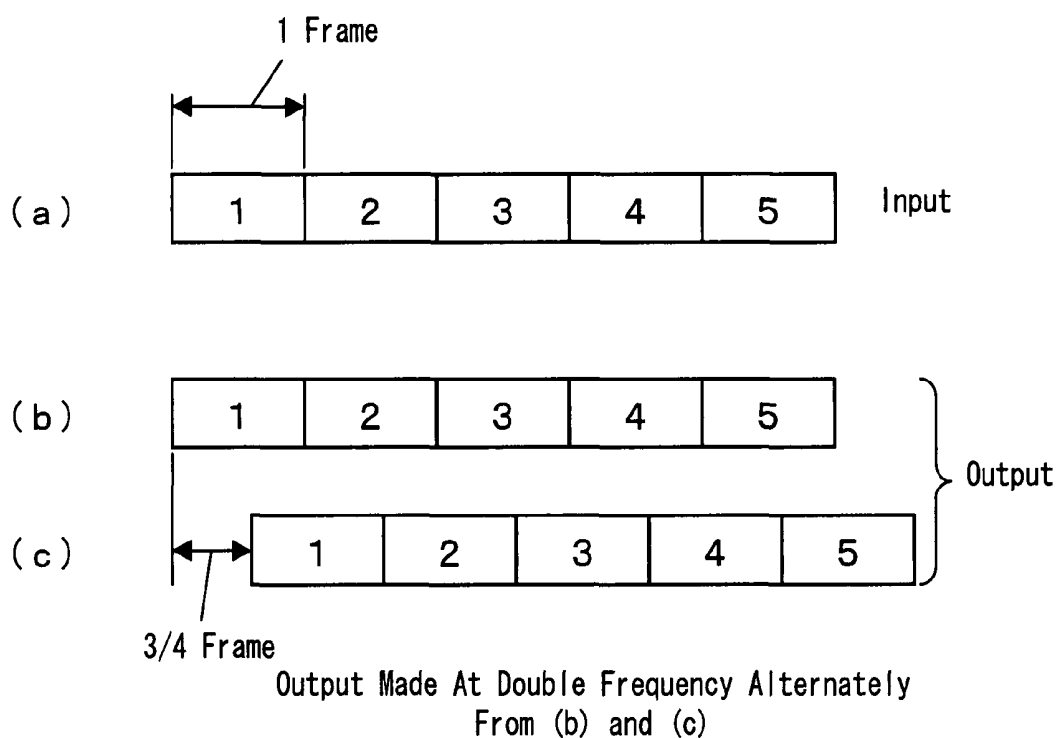 1 Frame
(a) 1 2 3 4 5 Input
(b) 1 2 3 4 5
Output
(c) 1 2 3 4 5
3/4 Frame
Output Made At Double Frequency Alternately
From (b) and (c)